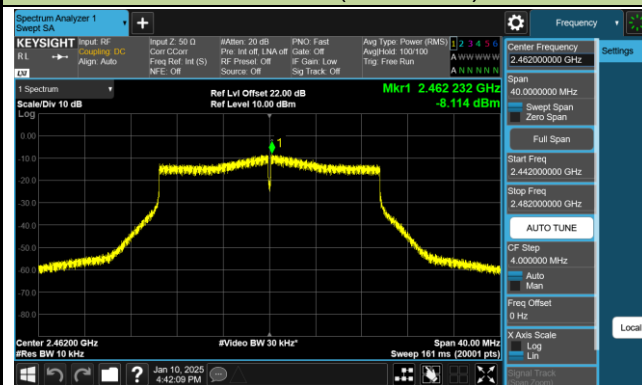 Spectrum Analyzer 1
Swept SA
Frequency
KEYSIGHT
RL
LXI
Input: RF
Coupling: DC
Align: Auto
Input Z: 50 Ω
Corr CCorr
Freq Ref: Int (S)
NFE: Off
#Atten: 20 dB
Pre: Int off, LNA off
RF Preset: Off
Source: Off
PNO: Fast
Gate: Off
IF Gain: Low
Sig Track: Off
Avg Type: Power (RMS)
Avg|Hold: 100/100
Trig: Free Run
1 2 3 4 5 6
A W W W W W
A N N N N N
1 Spectrum
Scale/Div 10 dB
Log
Ref Lvl Offset 22.00 dB
Ref Level 10.00 dBm
Mkr1 2.462 232 GHz
-8.114 dBm
1
0.00
-10.0
-20.0
-30.0
-40.0
-50.0
-60.0
-70.0
-80.0
Center 2.46200 GHz
#Res BW 10 kHz
#Video BW 30 kHz*
Span 40.00 MHz
Sweep 161 ms (20001 pts)
Jan 10, 2025
4:42:09 PM
Center Frequency
2.462000000 GHz
Span
40.0000000 MHz
Swept Span
Zero Span
Full Span
Start Freq
2.442000000 GHz
Stop Freq
2.482000000 GHz
AUTO TUNE
CF Step
4.000000 MHz
Auto
Man
Freq Offset
0 Hz
X Axis Scale
Log
Lin
Signal Track
(Span Zoom)
Settings
Local